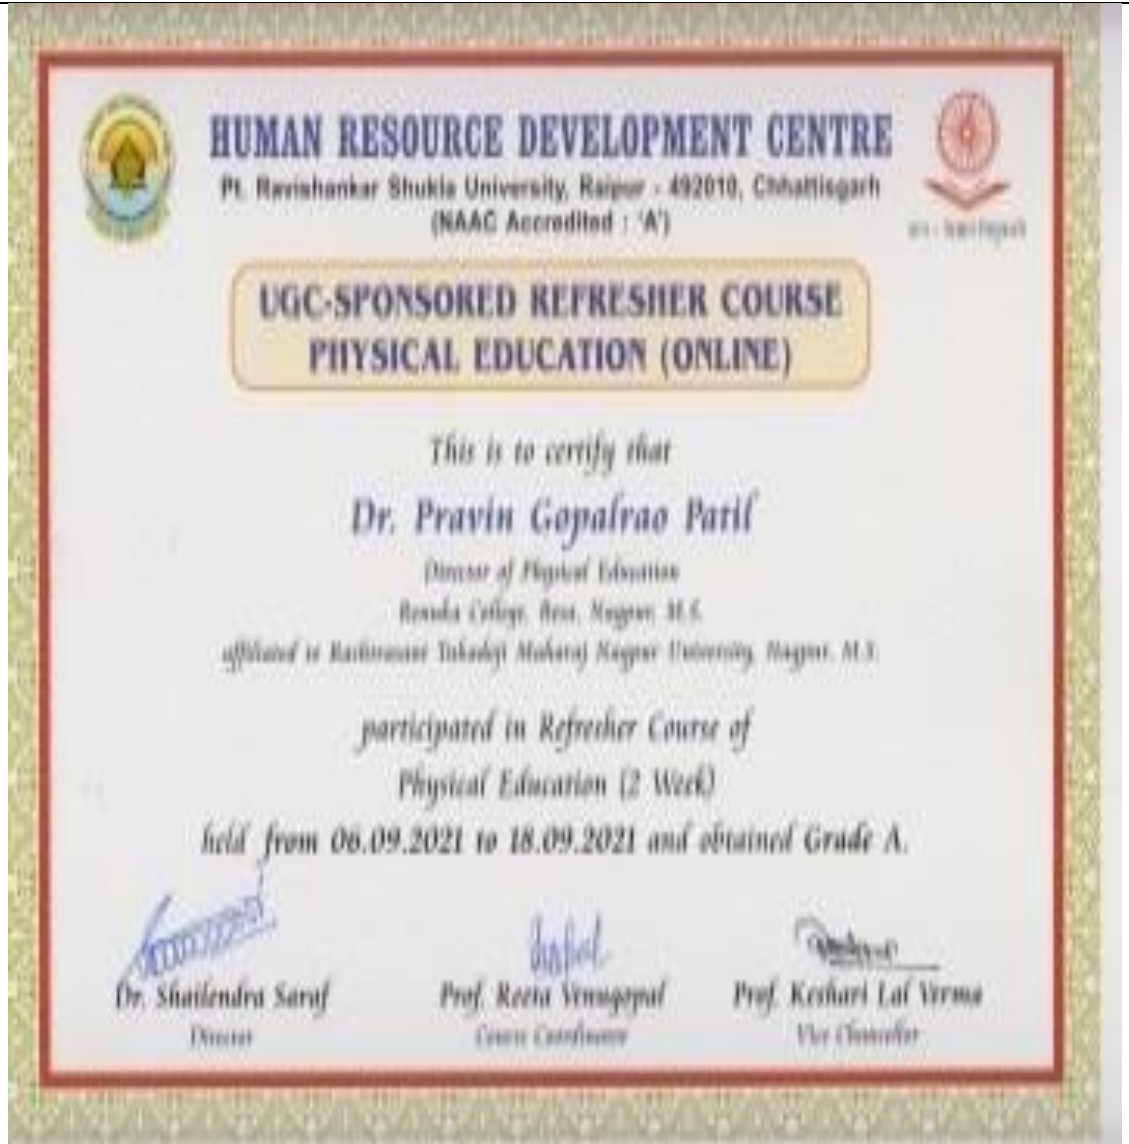 HUMAN RESOURCE DEVELOPMENT CENTRE
Pt. Ravishankar Shukla University, Raipur - 492010, Chhattisgarh
(NAAC Accredited : 'A')
UGC-SPONSORED REFRESHER COURSE
PHYSICAL EDUCATION (ONLINE)
This is to certify that
Dr. Pravin Gopalrao Patil
Director of Physical Education
Renuka College, Besa, Nagpur, M.S.
affiliated to Rashtrasant Tukadoji Maharaj Nagpur University, Nagpur, M.S.
participated in Refresher Course of
Physical Education (2 Week)
held from 06.09.2021 to 18.09.2021 and obtained Grade A.
Dr. Shailendra Saraf
Prof. Reeta Venugopal
Prof. Keshari Lal Verma
Director
Course Coordinator
Vice Chancellor